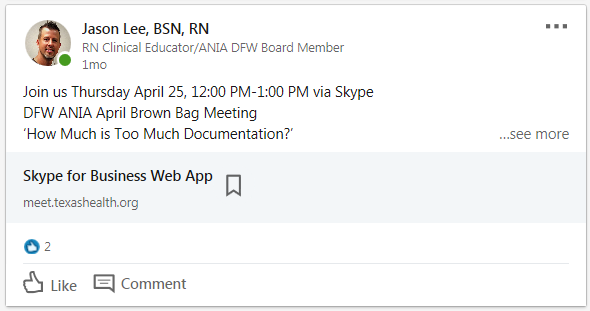 Jason Lee, BSN, RN
RN Clinical Educator/ANIA DFW Board Member
1mo
Join us Thursday April 25, 12:00 PM-1:00 PM via Skype
DFW ANIA April Brown Bag Meeting
‘How Much is Too Much Documentation?’ ...see more
Skype for Business Web App
meet.texashealth.org
2
Like Comment